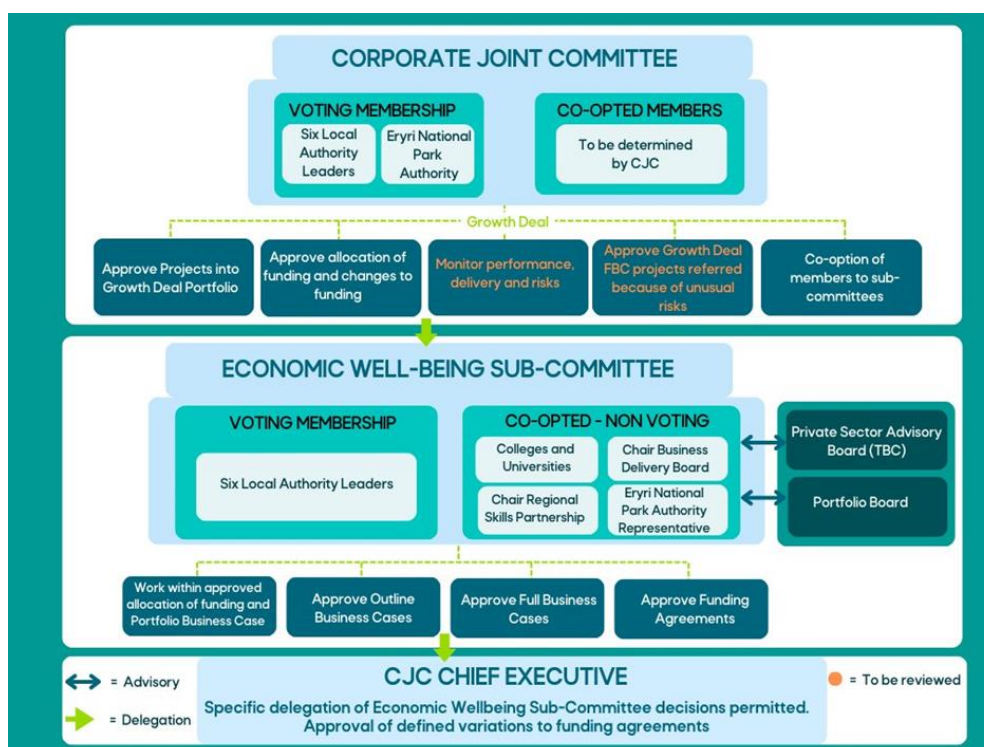 CORPORATE JOINT COMMITTEE
VOTING MEMBERSHIP
Six Local
Authority
Leaders
Eryri National
Park
Authority
CO-OPTED MEMBERS
To be determined
by CJC
Growth Deal
Approve Projects into
Growth Deal Portfolio
Approve allocation of
funding and changes to
funding
Monitor performance,
delivery and risks
Approve Growth Deal
FBC projects referred
because of unusual
risks
Co-option of
members to sub-
committees
ECONOMIC WELL-BEING SUB-COMMITTEE
VOTING MEMBERSHIP
Six Local Authority Leaders
CO-OPTED - NON VOTING
Colleges and
Universities
Chair Business
Delivery Board
Chair Regional
Skills Partnership
Eryri National
Park Authority
Representative
Private Sector Advisory
Board (TBC)
Portfolio Board
Work within approved
allocation of funding and
Portfolio Business Case
Approve Outline
Business Cases
Approve Full Business
Cases
Approve Funding
Agreements
= Advisory
= Delegation
CJC CHIEF EXECUTIVE
Specific delegation of Economic Wellbeing Sub-Committee decisions permitted.
Approval of defined variations to funding agreements
= To be reviewed